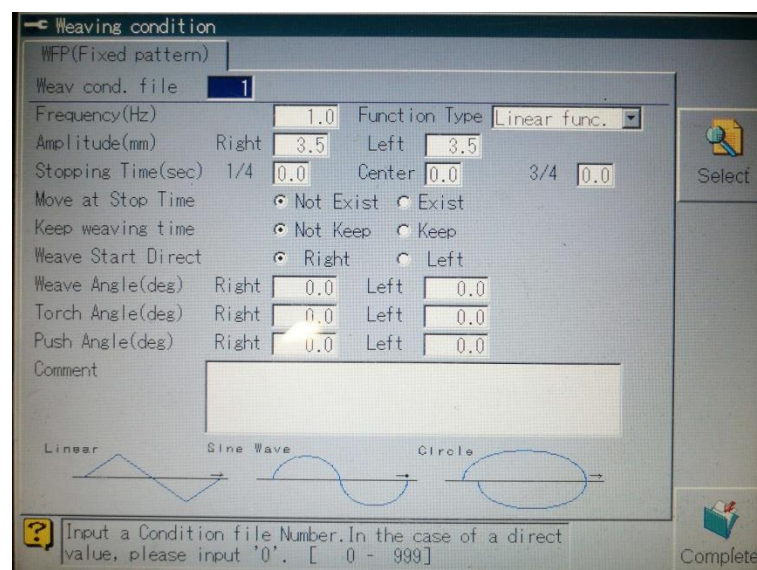 Weaving condition
WFP(Fixed pattern)
Weav cond. file 1
Frequency(Hz) 1.0 Function Type Linear func.
Amplitude(mm) Right 3.5 Left 3.5
Stopping Time(sec) 1/4 0.0 Center 0.0 3/4 0.0
Select
Move at Stop Time Not Exist Exist
Keep weaving time Not Keep Keep
Weave Start Direct Right Left
Weave Angle(deg) Right 0.0 Left 0.0
Torch Angle(deg) Right 0.0 Left 0.0
Push Angle(deg) Right 0.0 Left 0.0
Comment
Linear Sine Wave Circle
Input a Condition file Number.In the case of a direct
value, please input '0'. [ 0 - 999]
Complete